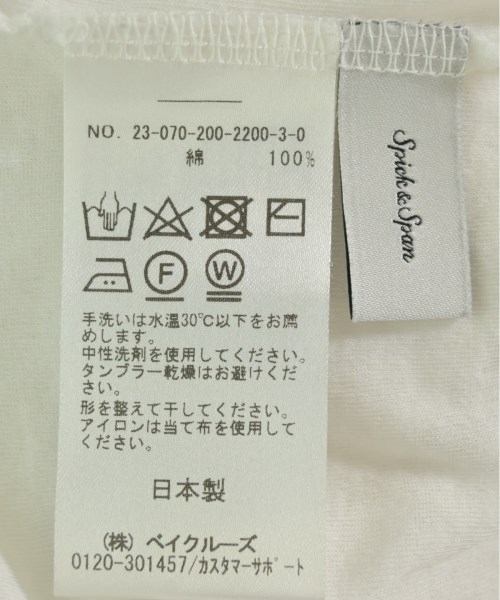 NO. 23-070-200-2200-3-0
綿 100%
F W
手洗いは水温30℃以下をお薦
めします。
中性洗剤を使用してください。
タンブラー乾燥はお避けくだ
さい。
形を整えて干してください。
アイロンは当て布を使用して
ください。
日本製
(株) ベイクルーズ
0120-301457/ｶｽﾀﾏｰｻﾎﾟｰﾄ
Spick & Span